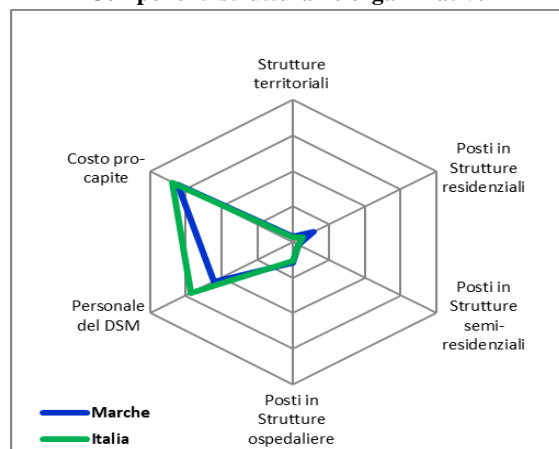 Strutture
territoriali
Costo pro-
capite
Posti in
Strutture
residenziali
Personale
del DSM
Posti in
Strutture
semi-
residenziali
Posti in
Strutture
ospedaliere
Marche
Italia